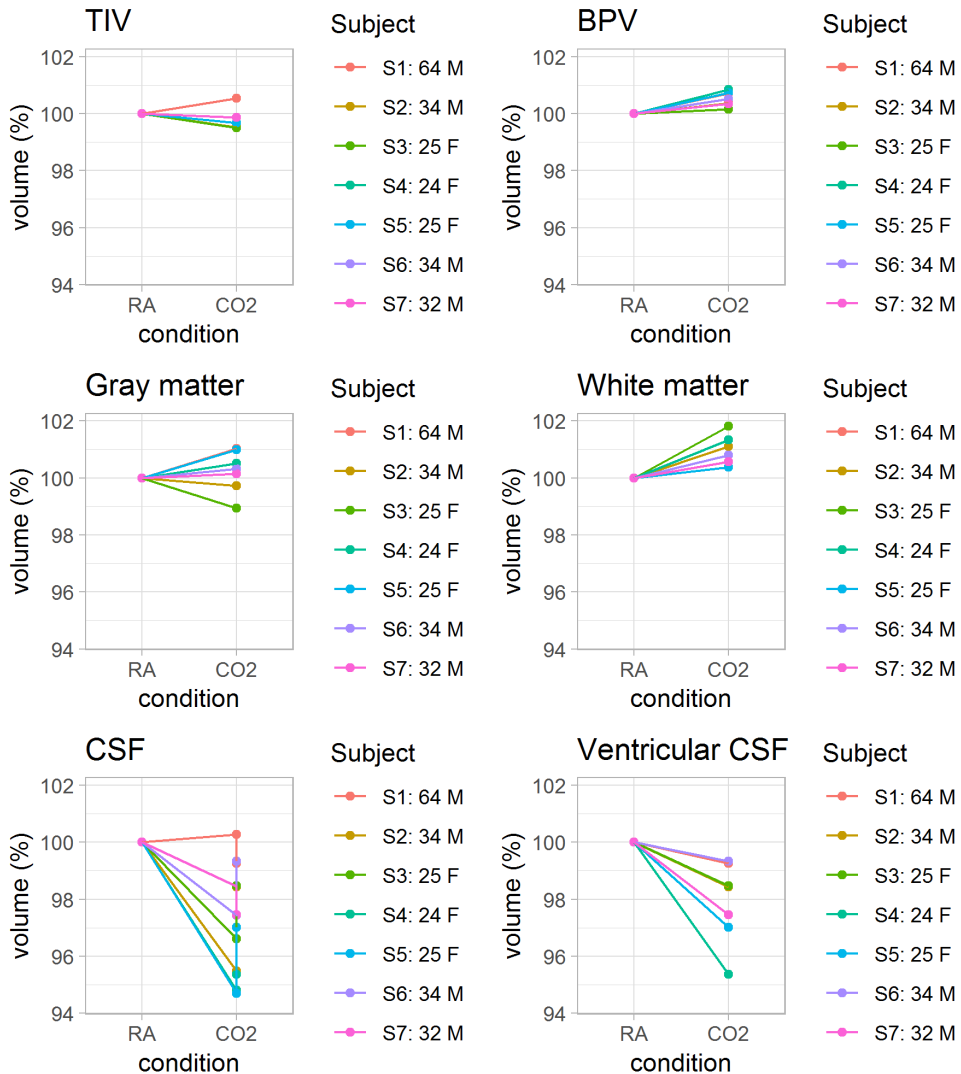 TIV
Subject
102
100
98
96
94
volume (%)
RA CO2
condition
S1: 64 M
S2: 34 M
S3: 25 F
S4: 24 F
S5: 25 F
S6: 34 M
S7: 32 M
BPV
Subject
102
100
98
96
94
volume (%)
RA CO2
condition
S1: 64 M
S2: 34 M
S3: 25 F
S4: 24 F
S5: 25 F
S6: 34 M
S7: 32 M
Gray matter
Subject
102
100
98
96
94
volume (%)
RA CO2
condition
S1: 64 M
S2: 34 M
S3: 25 F
S4: 24 F
S5: 25 F
S6: 34 M
S7: 32 M
White matter
Subject
102
100
98
96
94
volume (%)
RA CO2
condition
S1: 64 M
S2: 34 M
S3: 25 F
S4: 24 F
S5: 25 F
S6: 34 M
S7: 32 M
CSF
Subject
102
100
98
96
94
volume (%)
RA CO2
condition
S1: 64 M
S2: 34 M
S3: 25 F
S4: 24 F
S5: 25 F
S6: 34 M
S7: 32 M
Ventricular CSF
Subject
102
100
98
96
94
volume (%)
RA CO2
condition
S1: 64 M
S2: 34 M
S3: 25 F
S4: 24 F
S5: 25 F
S6: 34 M
S7: 32 M